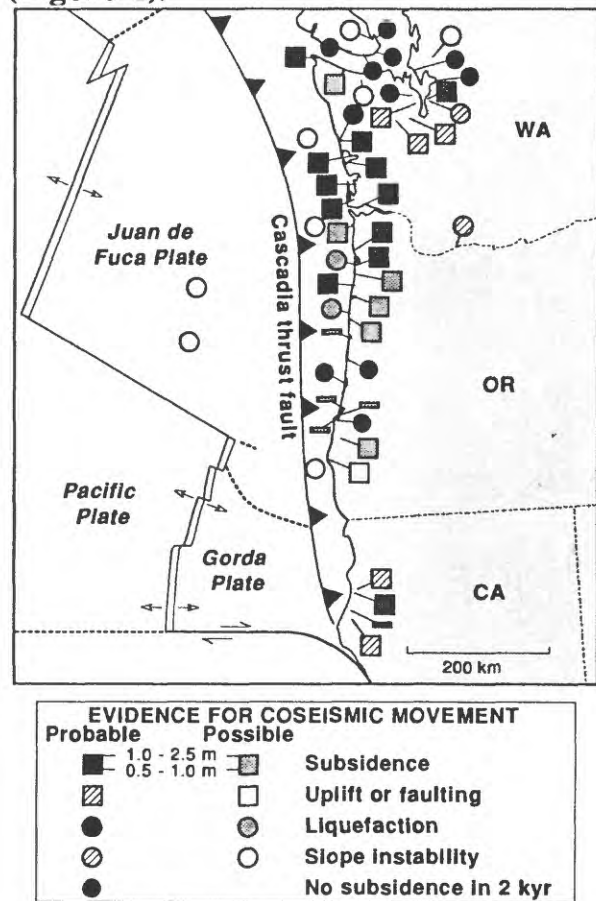 WA
Juan de
Fuca Plate
Cascadia thrust fault
OR
Pacific
Plate
Gorda
Plate
CA
200 km
EVIDENCE FOR COSEISMIC MOVEMENT
Probable Possible
1.0 - 2.5 m
0.5 - 1.0 m
Subsidence
Uplift or faulting
Liquefaction
Slope instability
No subsidence in 2 kyr